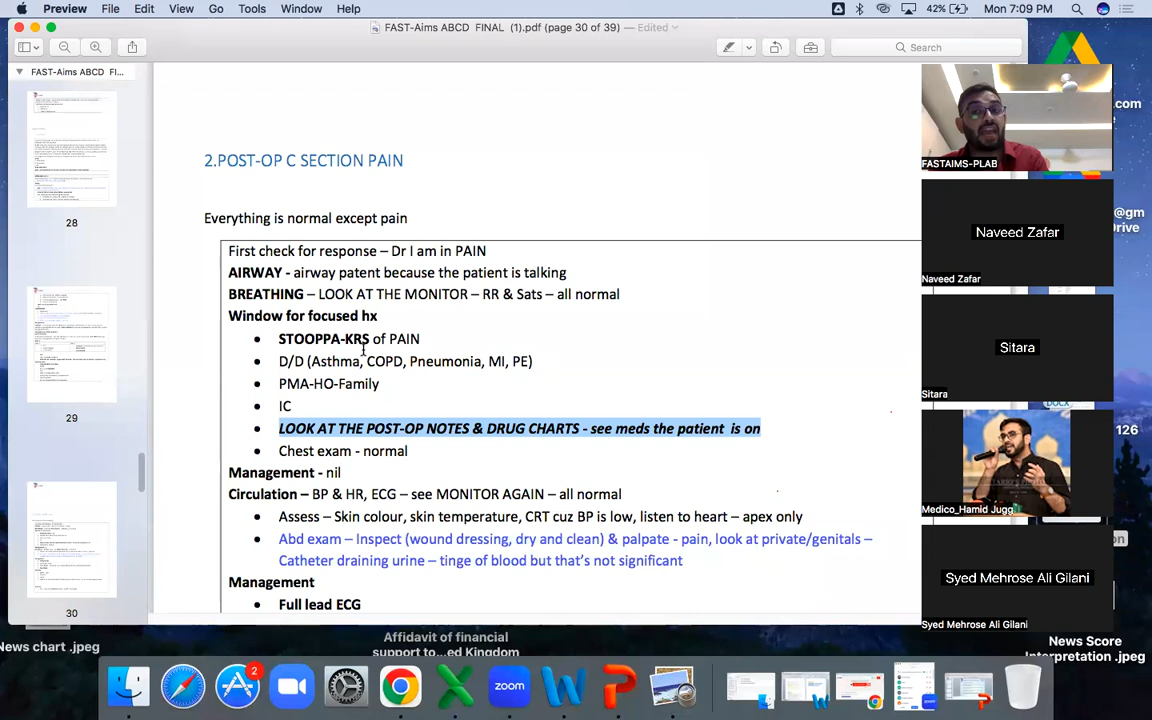 Preview File Edit View Go Tools Window Help
42% Mon 7:09 PM
FAST-Aims ABCD FINAL (1).pdf (page 30 of 39) — Edited
Search
FAST-Aims ABCD FI...
28
29
30
2.POST-OP C SECTION PAIN
Everything is normal except pain
First check for response – Dr I am in PAIN
AIRWAY - airway patent because the patient is talking
BREATHING – LOOK AT THE MONITOR – RR & Sats – all normal
Window for focused hx
STOOPPA-KRS of PAIN
D/D (Asthma, COPD, Pneumonia, MI, PE)
PMA-HO-Family
IC
LOOK AT THE POST-OP NOTES & DRUG CHARTS - see meds the patient is on
Chest exam - normal
Management - nil
Circulation – BP & HR, ECG – see MONITOR AGAIN – all normal
Assess – Skin colour, skin temperature, CRT cuz BP is low, listen to heart – apex only
Abd exam – Inspect (wound dressing, dry and clean) & palpate - pain, look at private/genitals –
Catheter draining urine – tinge of blood but that's not significant
Management
Full lead ECG
FASTAIMS-PLAB
Naveed Zafar
Naveed Zafar
Sitara
Sitara
Medico_Hamid Juggi
Syed Mehrose Ali Gilani
Syed Mehrose Ali Gilani
.com
@gm
Drive
DOCX
126
on
News chart .jpeg
Affidavit of financial
support to...ed Kingdom
News Score
Interpretation .jpeg
2
zoom